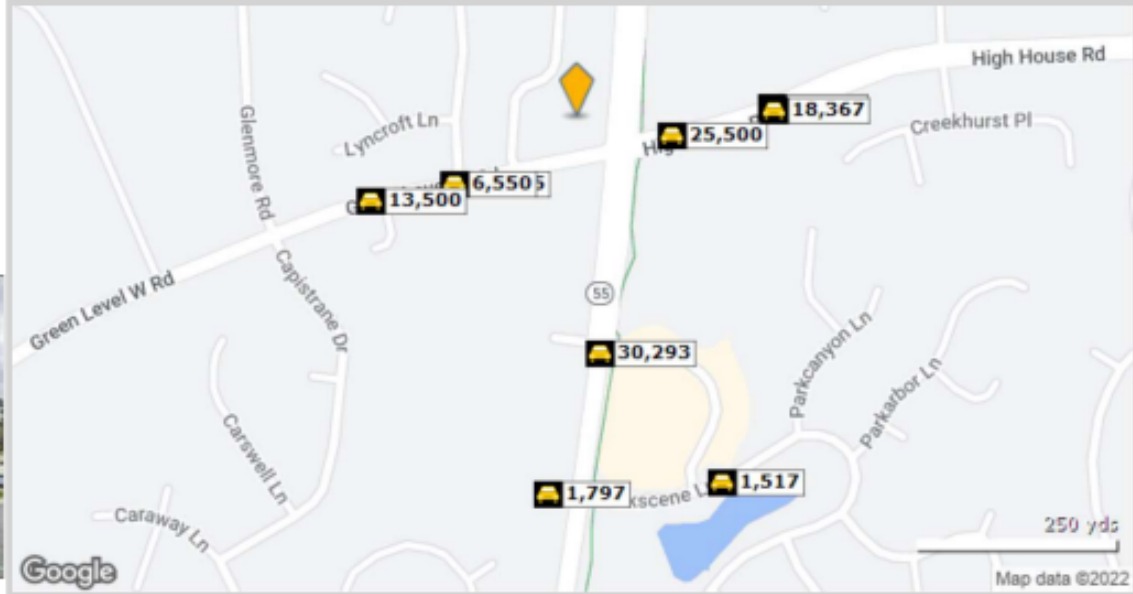 High House Rd
18,367
25,500
Creekhurst Pl
Lyncroft Ln
Glenmore Rd
6,550
13,500
Capistrane Dr
Green Level W Rd
55
30,293
Parkcanyon Ln
Parkarbor Ln
Carswell Ln
1,797
1,517
Caraway Ln
250 yds
Google
Map data ©2022